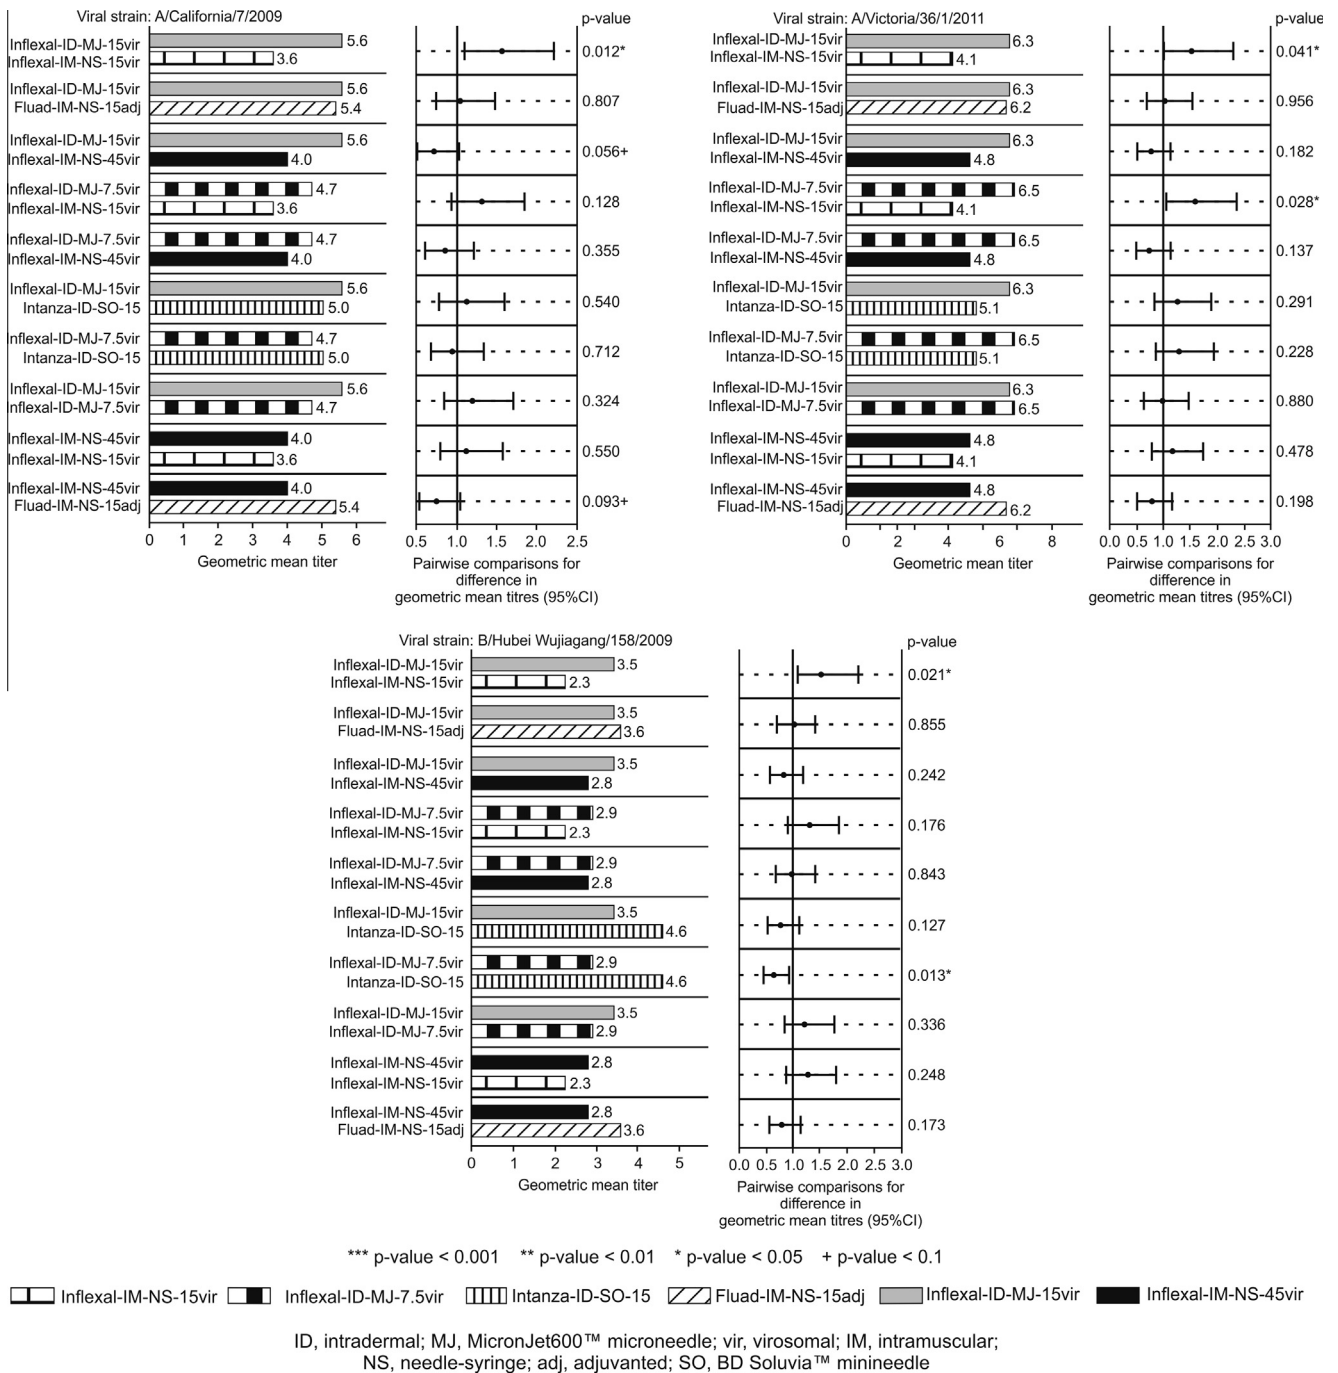 Viral strain: A/California/7/2009
p-value
Inflexal-ID-MJ-15vir 5.6
Inflexal-IM-NS-15vir 3.6
0.012*
Inflexal-ID-MJ-15vir 5.6
Fluad-IM-NS-15adj 5.4
0.807
Inflexal-ID-MJ-15vir 5.6
Inflexal-IM-NS-45vir 4.0
0.056+
Inflexal-ID-MJ-7.5vir 4.7
Inflexal-IM-NS-15vir 3.6
0.128
Inflexal-ID-MJ-7.5vir 4.7
Inflexal-IM-NS-45vir 4.0
0.355
Inflexal-ID-MJ-15vir 5.6
Intanza-ID-SO-15 5.0
0.540
Inflexal-ID-MJ-7.5vir 4.7
Intanza-ID-SO-15 5.0
0.712
Inflexal-ID-MJ-15vir 5.6
Inflexal-ID-MJ-7.5vir 4.7
0.324
Inflexal-IM-NS-45vir 4.0
Inflexal-IM-NS-15vir 3.6
0.550
Inflexal-IM-NS-45vir 4.0
Fluad-IM-NS-15adj 5.4
0.093+
0 1 2 3 4 5 6
Geometric mean titer
0.5 1.0 1.5 2.0 2.5
Pairwise comparisons for
difference in
geometric mean titres (95%CI)
Viral strain: A/Victoria/36/1/2011
p-value
Inflexal-ID-MJ-15vir 6.3
Inflexal-IM-NS-15vir 4.1
0.041*
Inflexal-ID-MJ-15vir 6.3
Fluad-IM-NS-15adj 6.2
0.956
Inflexal-ID-MJ-15vir 6.3
Inflexal-IM-NS-45vir 4.8
0.182
Inflexal-ID-MJ-7.5vir 6.5
Inflexal-IM-NS-15vir 4.1
0.028*
Inflexal-ID-MJ-7.5vir 6.5
Inflexal-IM-NS-45vir 4.8
0.137
Inflexal-ID-MJ-15vir 6.3
Intanza-ID-SO-15 5.1
0.291
Inflexal-ID-MJ-7.5vir 6.5
Intanza-ID-SO-15 5.1
0.228
Inflexal-ID-MJ-15vir 6.3
Inflexal-ID-MJ-7.5vir 6.5
0.880
Inflexal-IM-NS-45vir 4.8
Inflexal-IM-NS-15vir 4.1
0.478
Inflexal-IM-NS-45vir 4.8
Fluad-IM-NS-15adj 6.2
0.198
0 2 4 6 8
Geometric mean titer
0.0 0.5 1.0 1.5 2.0 2.5 3.0
Pairwise comparisons for
difference in
geometric mean titres (95%CI)
Viral strain: B/Hubei Wujiagang/158/2009
p-value
Inflexal-ID-MJ-15vir 3.5
Inflexal-IM-NS-15vir 2.3
0.021*
Inflexal-ID-MJ-15vir 3.5
Fluad-IM-NS-15adj 3.6
0.855
Inflexal-ID-MJ-15vir 3.5
Inflexal-IM-NS-45vir 2.8
0.242
Inflexal-ID-MJ-7.5vir 2.9
Inflexal-IM-NS-15vir 2.3
0.176
Inflexal-ID-MJ-7.5vir 2.9
Inflexal-IM-NS-45vir 2.8
0.843
Inflexal-ID-MJ-15vir 3.5
Intanza-ID-SO-15 4.6
0.127
Inflexal-ID-MJ-7.5vir 2.9
Intanza-ID-SO-15 4.6
0.013*
Inflexal-ID-MJ-15vir 3.5
Inflexal-ID-MJ-7.5vir 2.9
0.336
Inflexal-IM-NS-45vir 2.8
Inflexal-IM-NS-15vir 2.3
0.248
Inflexal-IM-NS-45vir 2.8
Fluad-IM-NS-15adj 3.6
0.173
0 1 2 3 4 5
Geometric mean titer
0.0 0.5 1.0 1.5 2.0 2.5 3.0
Pairwise comparisons for
difference in
geometric mean titres (95%CI)
*** p-value < 0.001 ** p-value < 0.01 * p-value < 0.05 + p-value < 0.1
Inflexal-IM-NS-15vir Inflexal-ID-MJ-7.5vir Intanza-ID-SO-15 Fluad-IM-NS-15adj Inflexal-ID-MJ-15vir Inflexal-IM-NS-45vir
ID, intradermal; MJ, MicronJet600™ microneedle; vir, virosomal; IM, intramuscular;
NS, needle-syringe; adj, adjuvanted; SO, BD Soluvia™ minineedle